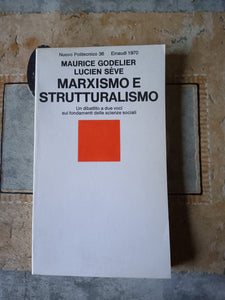 Nuovo Politecnico 36 Einaudi 1970
MAURICE GODELIER
LUCIEN SÈVE
MARXISMO E
STRUTTURALISMO
Un dibattito a due voci
sui fondamenti delle scienze sociali